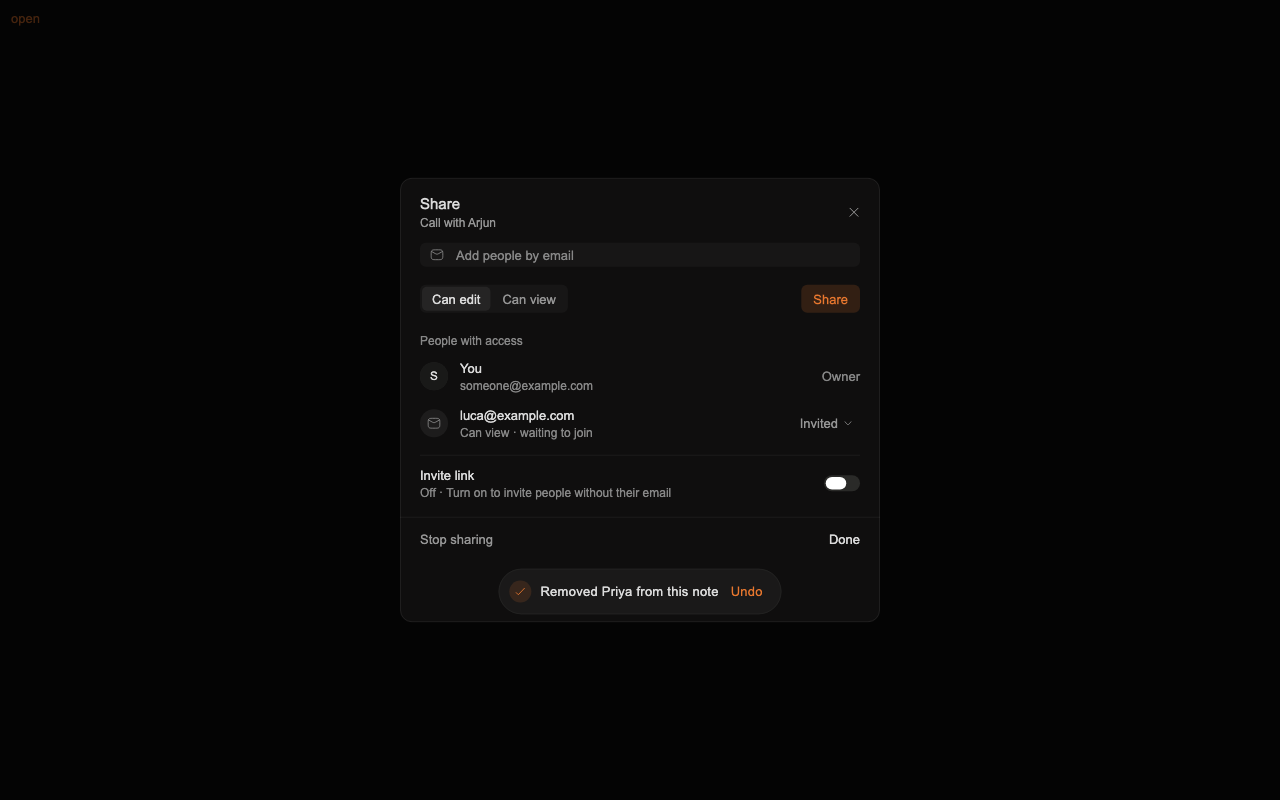 open
Share
Call with Arjun
Add people by email
Can edit Can view Share
People with access
S
You
someone@example.com
Owner
luca@example.com
Can view · waiting to join
Invited
Invite link
Off · Turn on to invite people without their email
Stop sharing Done
Removed Priya from this note Undo